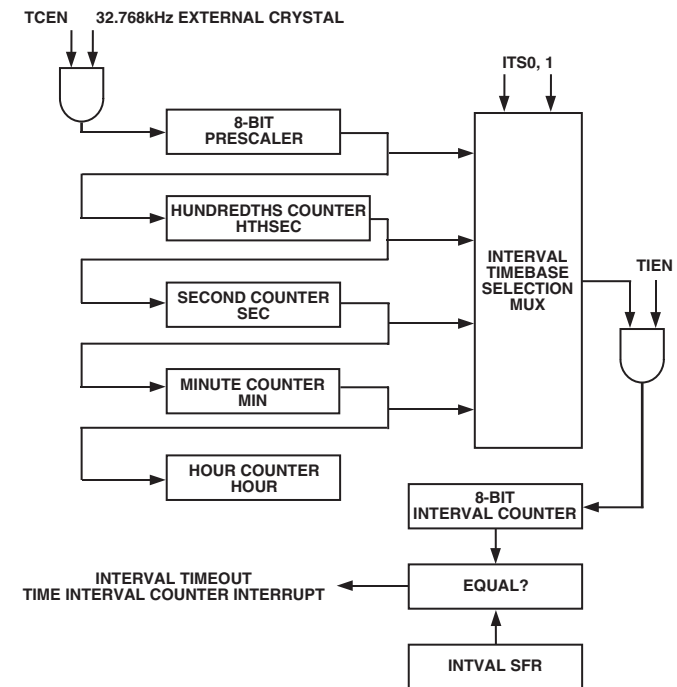 TCEN 32.768kHz EXTERNAL CRYSTAL
ITS0, 1
8-BIT
PRESCALER
HUNDREDTHS COUNTER
HTHSEC
INTERVAL
TIMEBASE
SELECTION
MUX
TIEN
SECOND COUNTER
SEC
MINUTE COUNTER
MIN
HOUR COUNTER
HOUR
8-BIT
INTERVAL COUNTER
INTERVAL TIMEOUT
TIME INTERVAL COUNTER INTERRUPT
EQUAL?
INTVAL SFR